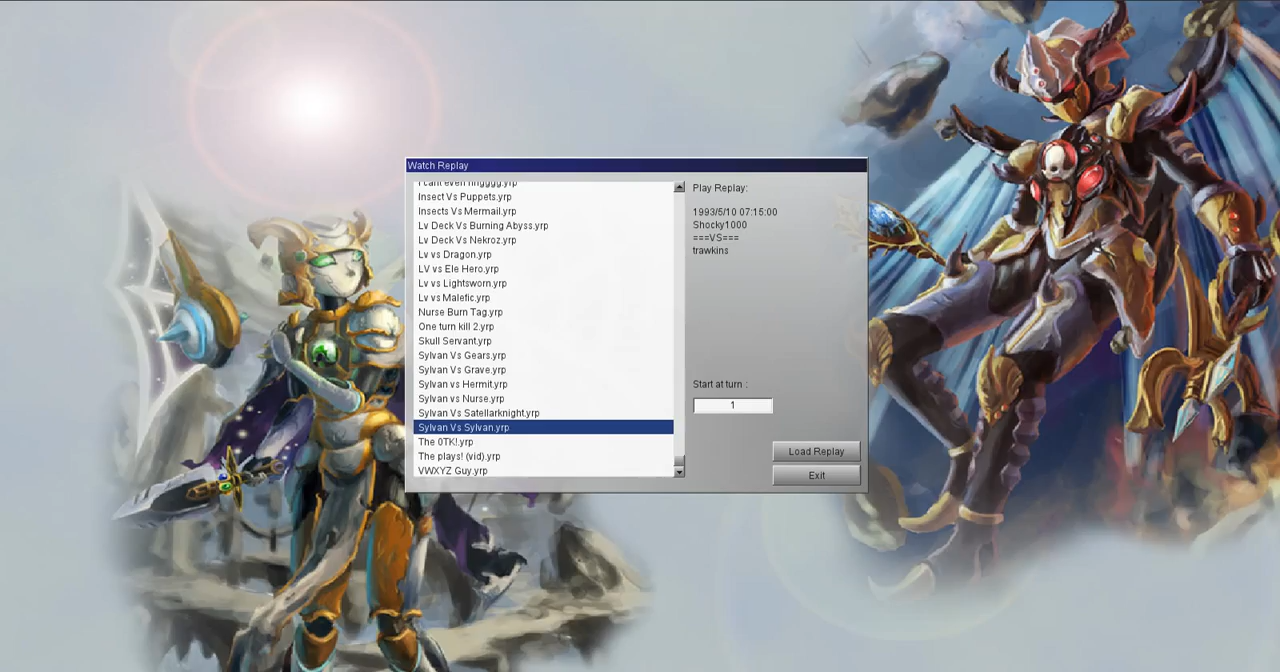 Watch Replay
I cant even hngggg.yrp
Insect Vs Puppets.yrp
Insects Vs Mermail.yrp
Lv Deck Vs Burning Abyss.yrp
Lv Deck Vs Nekroz.yrp
Lv vs Dragon.yrp
LV vs Ele Hero.yrp
Lv vs Lightsworn.yrp
Lv vs Malefic.yrp
Nurse Burn Tag.yrp
One turn kill 2.yrp
Skull Servant.yrp
Sylvan Vs Gears.yrp
Sylvan Vs Grave.yrp
Sylvan vs Hermit.yrp
Sylvan vs Nurse.yrp
Sylvan Vs Satellarknight.yrp
Sylvan Vs Sylvan.yrp
The 0TK!.yrp
The plays! (vid).yrp
VWXYZ Guy.yrp
Play Replay:
1993/5/10 07:15:00
Shocky1000
===VS===
trawkins
Start at turn :
1
Load Replay
Exit